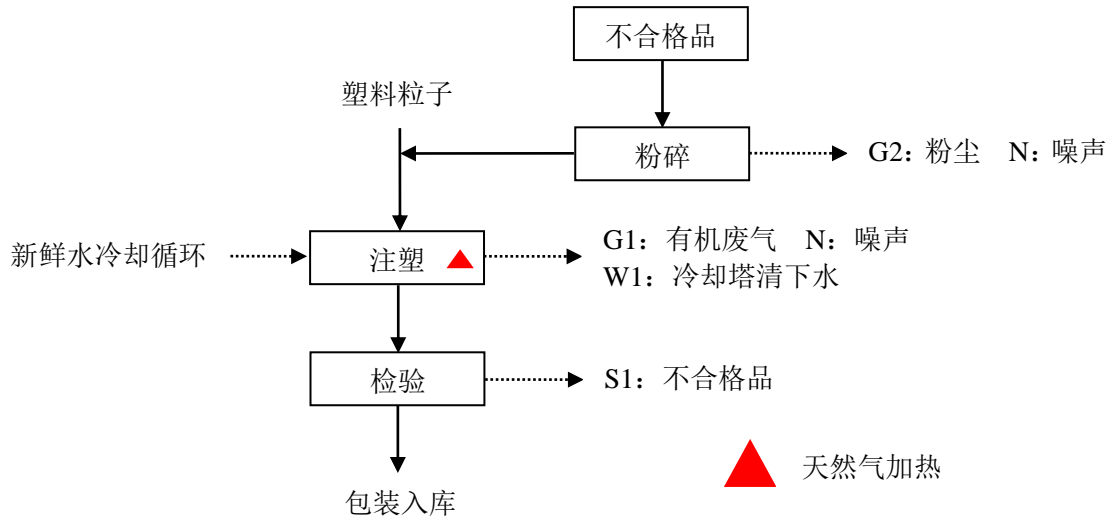 不合格品
塑料粒子
粉碎
G2：粉尘 N：噪声
新鲜水冷却循环
注塑
G1：有机废气 N：噪声
W1：冷却塔清下水
检验
S1：不合格品
天然气加热
包装入库